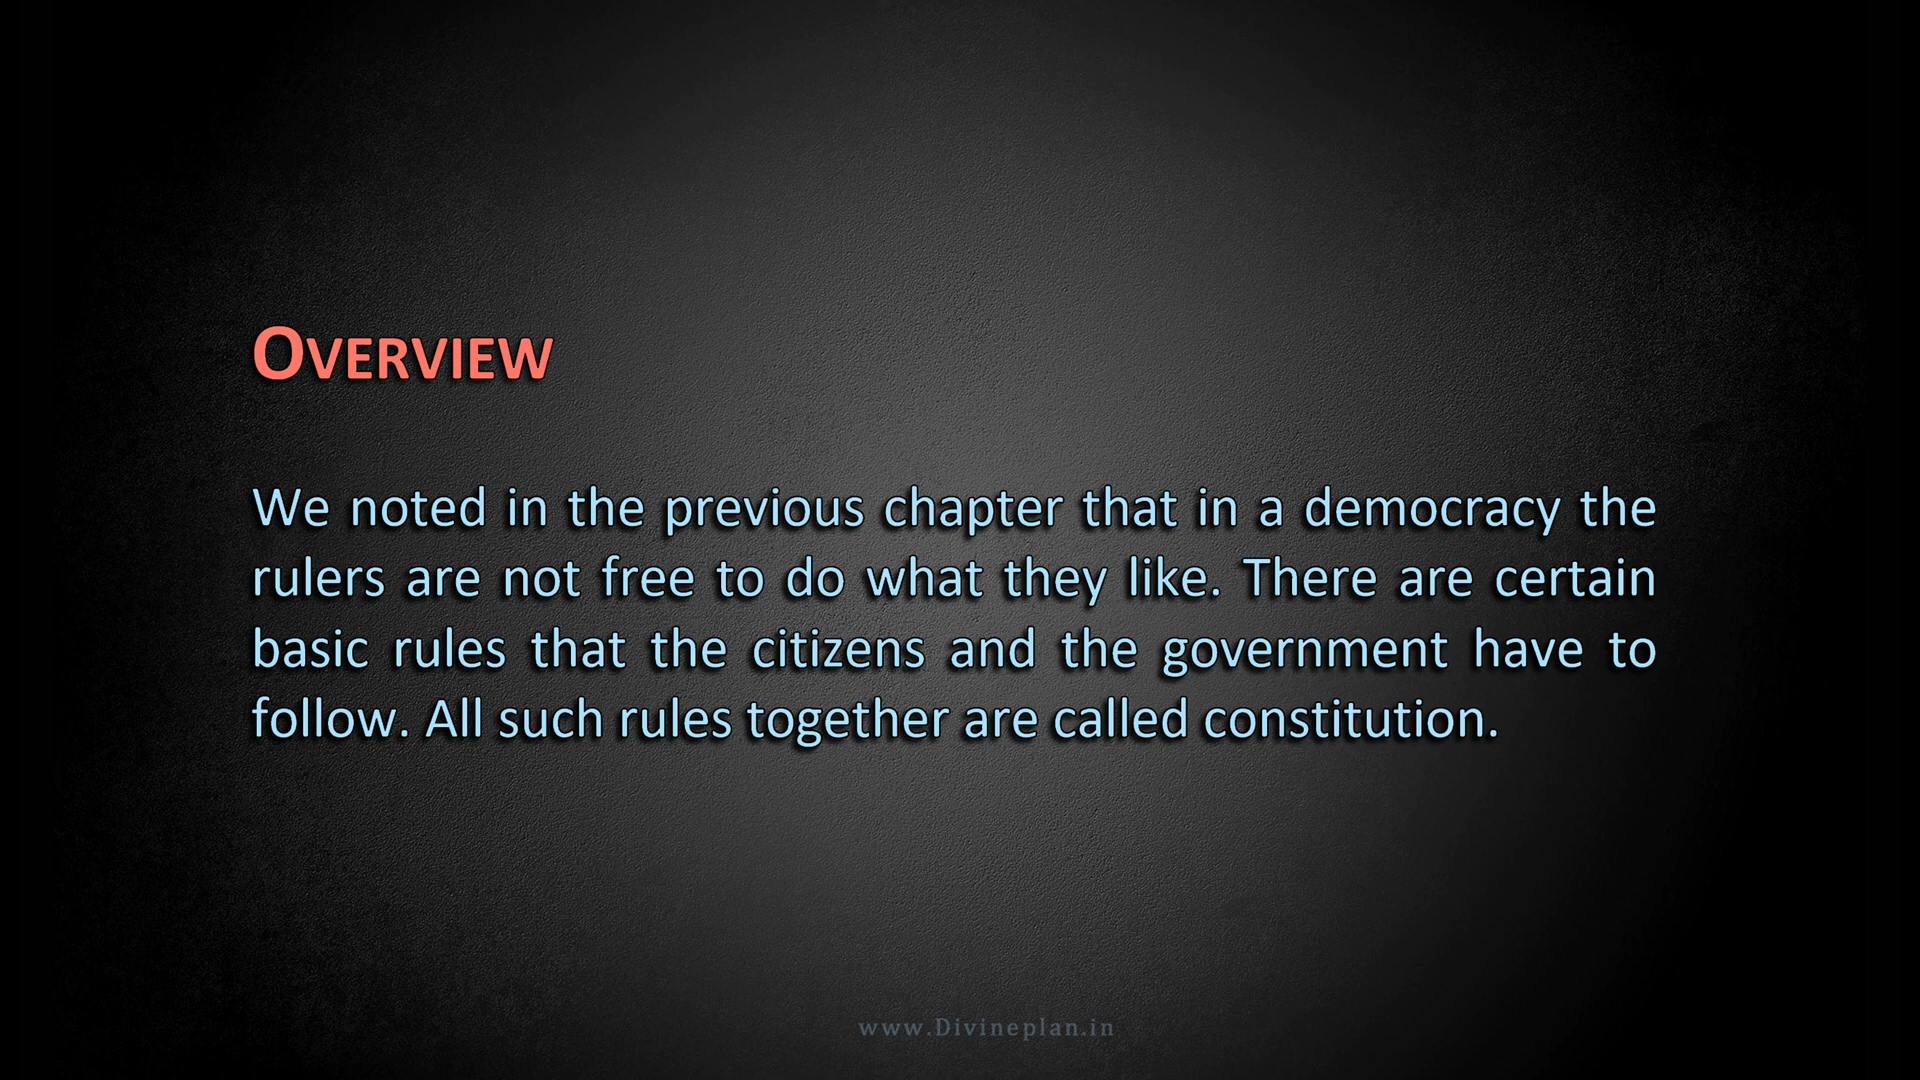 Overview
We noted in the previous chapter that in a democracy the
rulers are not free to do what they like. There are certain
basic rules that the citizens and the government have to
follow. All such rules together are called constitution.
www.Divineplan.in